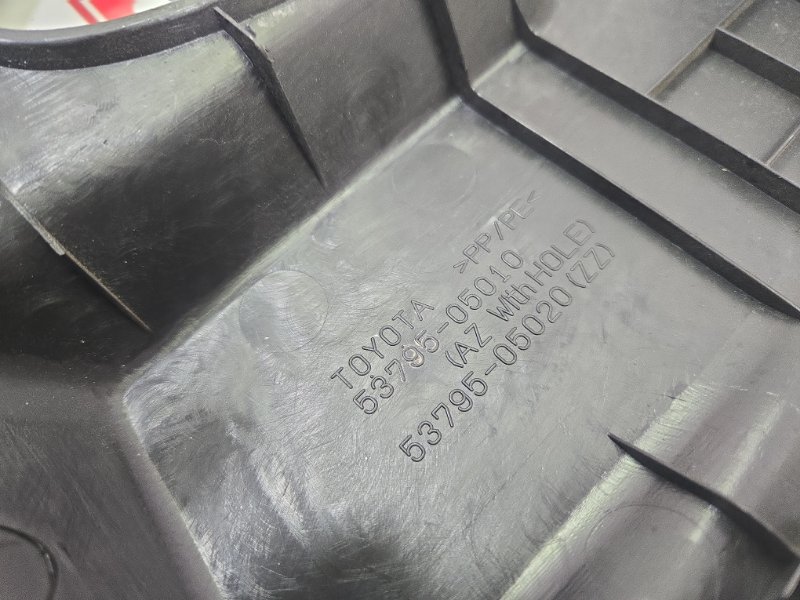 TOYOTA >PP/PE<
53795-05010
(AZ With HOLE)
53795-05020(ZZ)